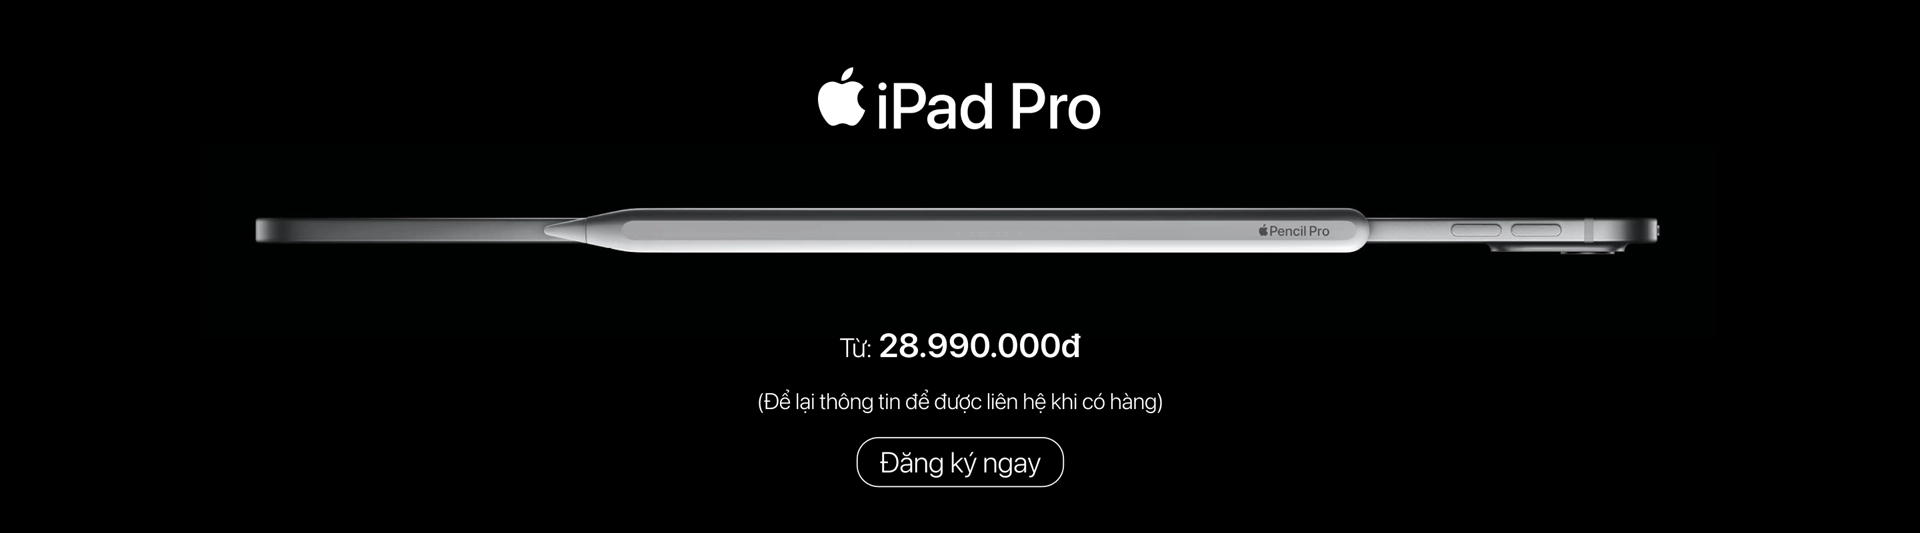 iPad Pro
Pencil Pro
Từ: 28.990.000đ
(Để lại thông tin để được liên hệ khi có hàng)
Đăng ký ngay